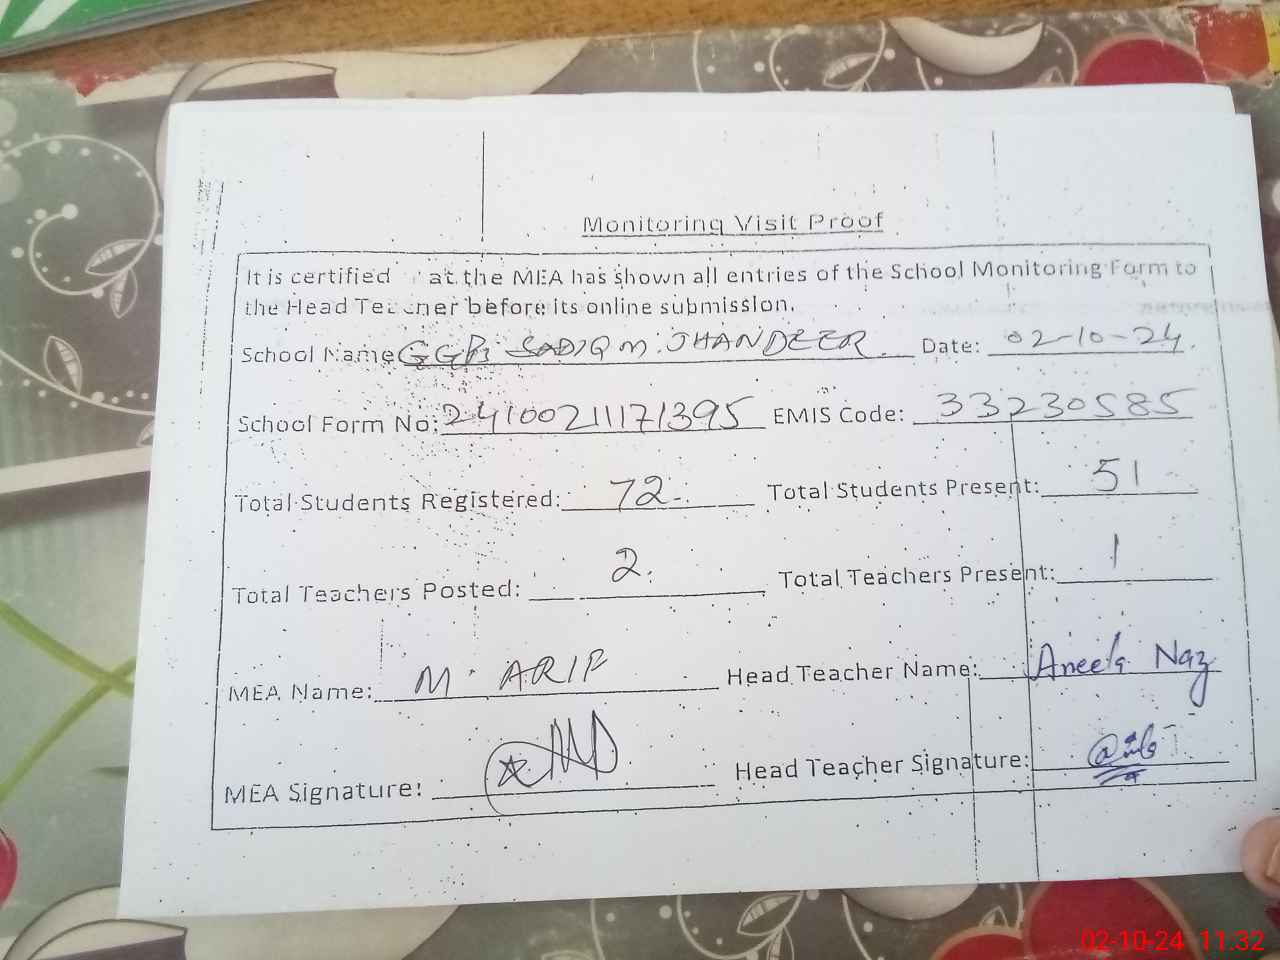 Monitoring Visit Proof
It is certified at the MEA has shown all entries of the School Monitoring Form to
the Head Teacher before its online submission.
School Name GGPS SADIQ M. JHANDEER. Date: 02-10-24.
School Form No: 24100211171395 EMIS Code: 33230585
Total Students Registered: 72. Total Students Present: 51
Total Teachers Posted: 2. Total Teachers Present: 1
MEA Name: M. ARIF Head Teacher Name: Aneela Naz
MEA Signature: Head Teacher Signature:
02-10-24 11:32